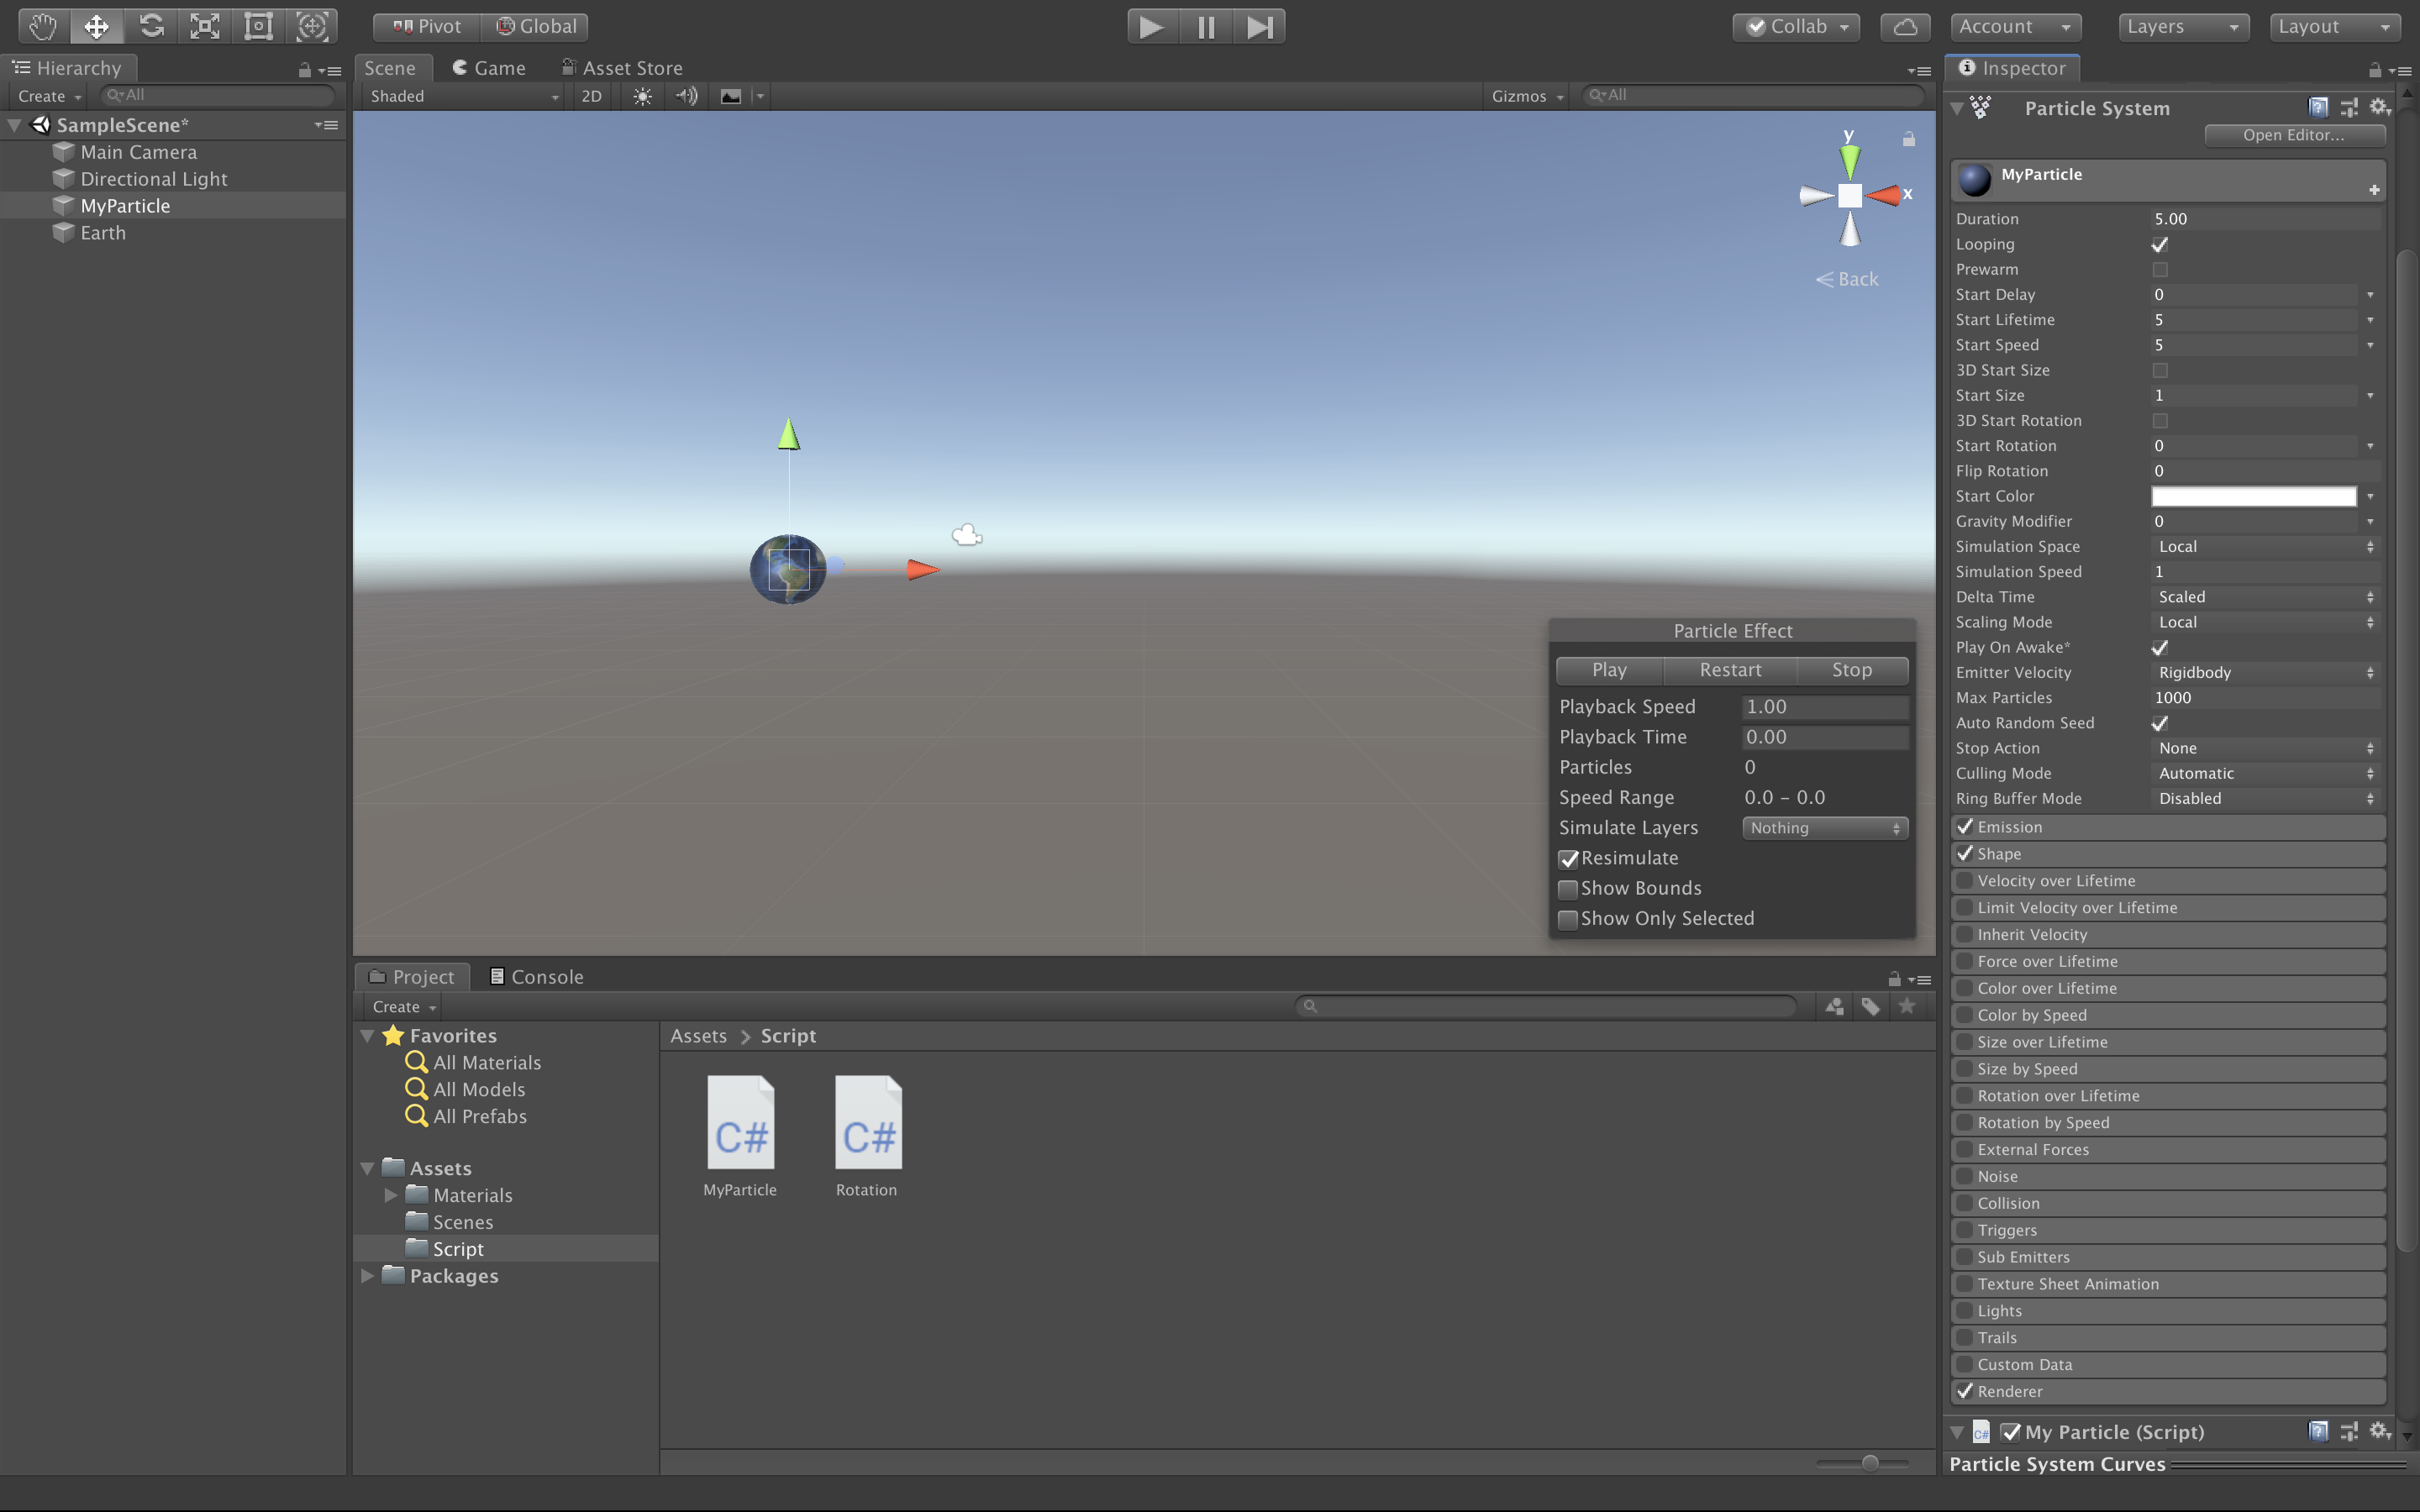 Pivot Global Collab Account Layers Layout
Hierarchy
Create All
SampleScene*
Main Camera
Directional Light
MyParticle
Earth
Scene Game Asset Store
Shaded 2D Gizmos All
y
x
Back
Particle Effect
Play Restart Stop
Playback Speed 1.00
Playback Time 0.00
Particles 0
Speed Range 0.0 - 0.0
Simulate Layers Nothing
Resimulate
Show Bounds
Show Only Selected
Project Console
Create
Favorites
All Materials
All Models
All Prefabs
Assets
Materials
Scenes
Script
Packages
Assets > Script
C# C#
MyParticle Rotation
Inspector
Particle System
Open Editor...
MyParticle
Duration 5.00
Looping
Prewarm
Start Delay 0
Start Lifetime 5
Start Speed 5
3D Start Size
Start Size 1
3D Start Rotation
Start Rotation 0
Flip Rotation 0
Start Color
Gravity Modifier 0
Simulation Space Local
Simulation Speed 1
Delta Time Scaled
Scaling Mode Local
Play On Awake*
Emitter Velocity Rigidbody
Max Particles 1000
Auto Random Seed
Stop Action None
Culling Mode Automatic
Ring Buffer Mode Disabled
Emission
Shape
Velocity over Lifetime
Limit Velocity over Lifetime
Inherit Velocity
Force over Lifetime
Color over Lifetime
Color by Speed
Size over Lifetime
Size by Speed
Rotation over Lifetime
Rotation by Speed
External Forces
Noise
Collision
Triggers
Sub Emitters
Texture Sheet Animation
Lights
Trails
Custom Data
Renderer
C# My Particle (Script)
Particle System Curves